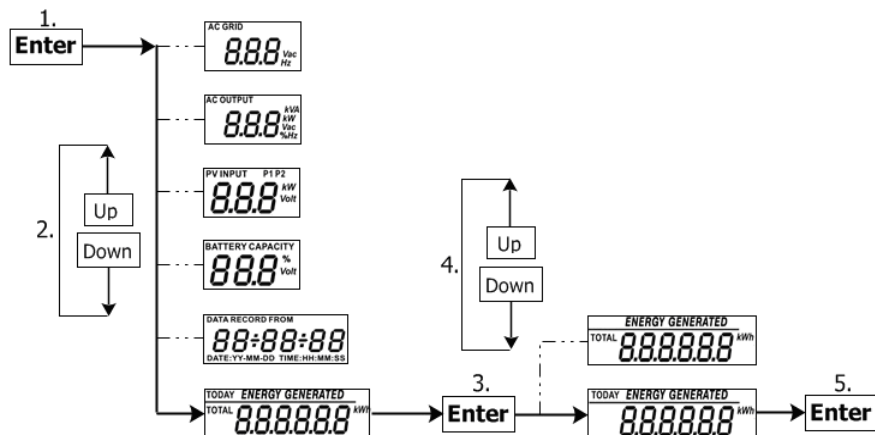 1.
Enter
AC GRID
8.8.8 Vac
Hz
AC OUTPUT
8.8.8 kVA
kW
Vac
%Hz
2.
Up
Down
PV INPUT P1 P2
8.8.8 kW
Volt
BATTERY CAPACITY
88.8 %
Volt
DATA RECORD FROM
88:88:88
DATE:YY-MM-DD TIME:HH:MM:SS
TODAY ENERGY GENERATED
TOTAL 8.8.8.8.8.8 kWh
3.
Enter
4.
Up
Down
ENERGY GENERATED
TOTAL 8.8.8.8.8.8 kWh
TODAY ENERGY GENERATED
TOTAL 8.8.8.8.8.8 kWh
5.
Enter